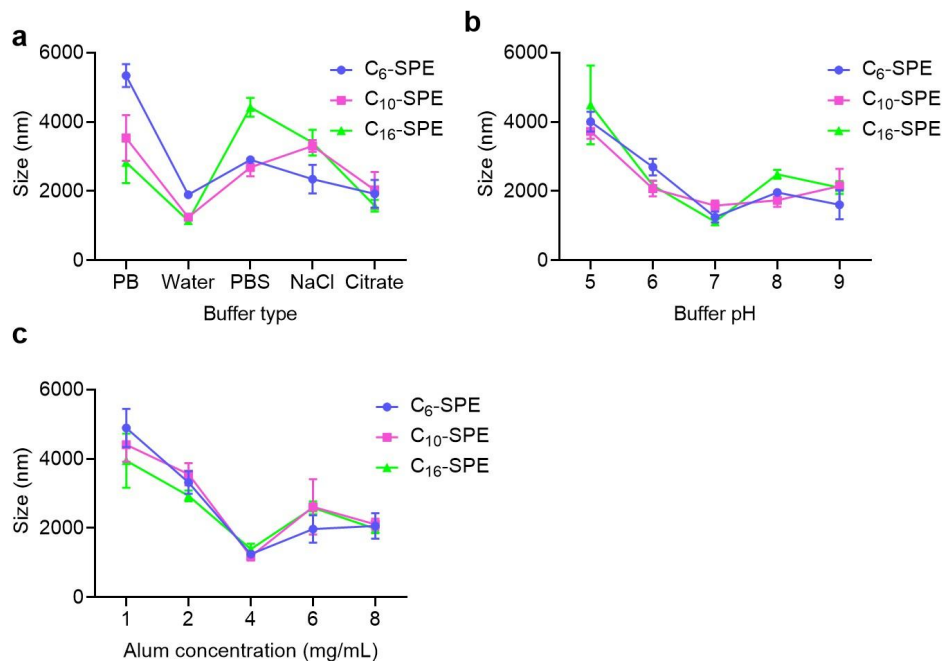 a
6000
4000
2000
0
Size (nm)
PB Water PBS NaCl Citrate
Buffer type
C₆-SPE
C₁₀-SPE
C₁₆-SPE
b
6000
4000
2000
0
Size (nm)
5 6 7 8 9
Buffer pH
C₆-SPE
C₁₀-SPE
C₁₆-SPE
c
6000
4000
2000
0
Size (nm)
1 2 4 6 8
Alum concentration (mg/mL)
C₆-SPE
C₁₀-SPE
C₁₆-SPE